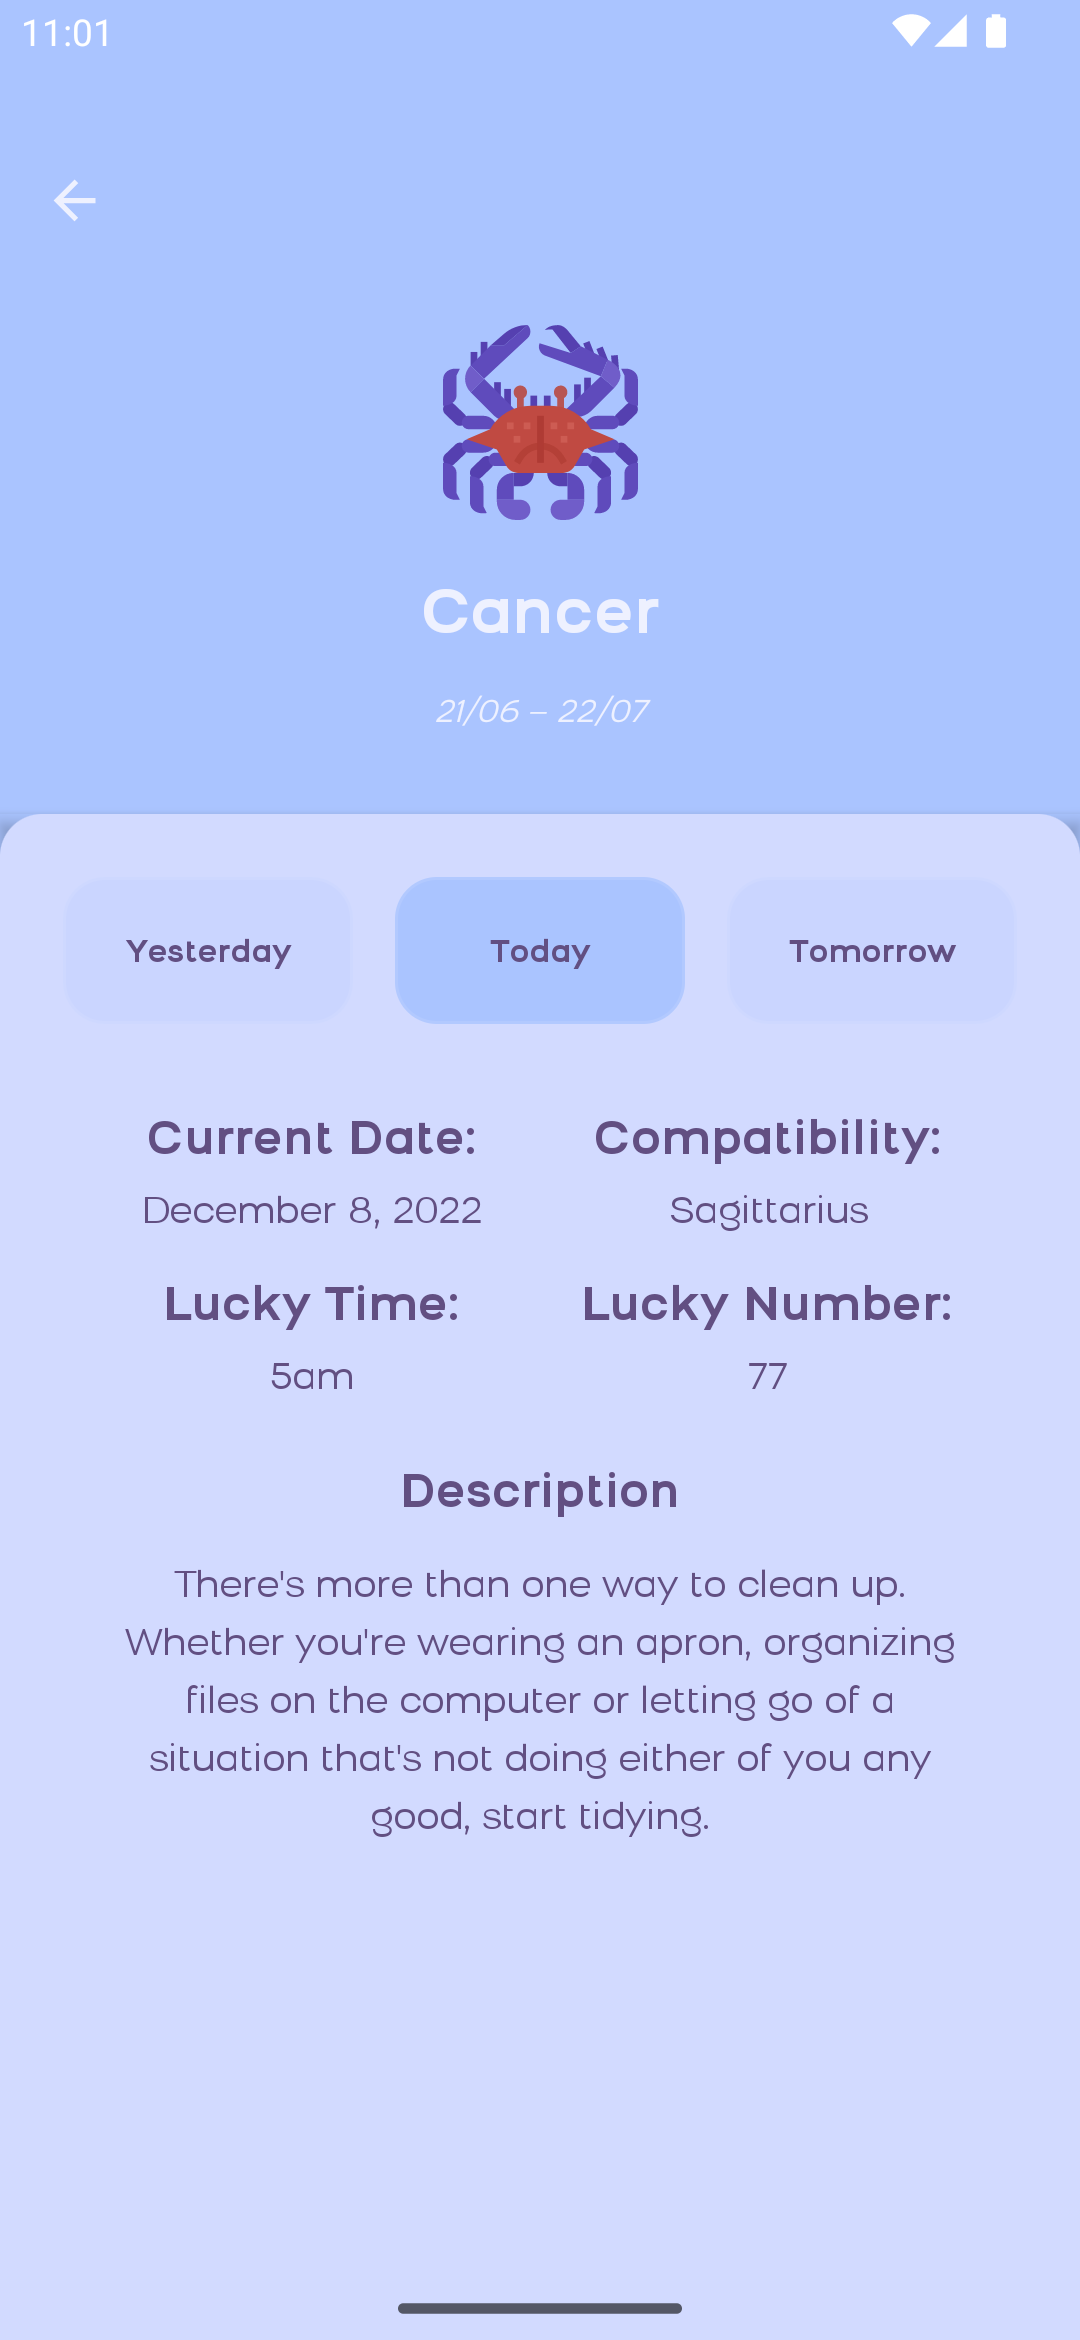 11:01
Cancer
21/06 – 22/07
Yesterday
Today
Tomorrow
Current Date:
December 8, 2022
Compatibility:
Sagittarius
Lucky Time:
5am
Lucky Number:
77
Description
There's more than one way to clean up.
Whether you're wearing an apron, organizing
files on the computer or letting go of a
situation that's not doing either of you any
good, start tidying.